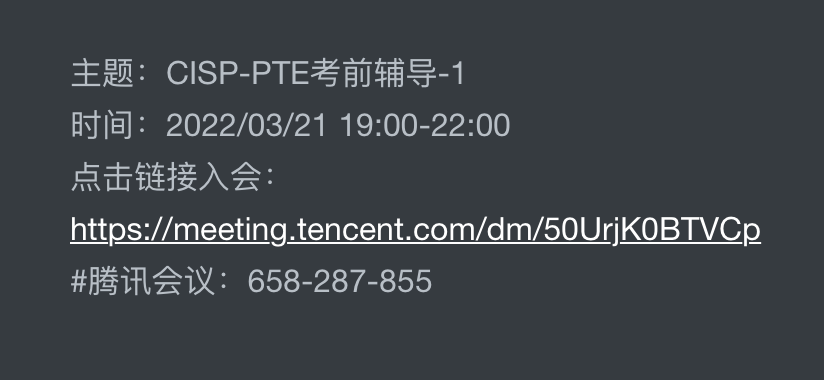 主题：CISP-PTE考前辅导-1
时间：2022/03/21 19:00-22:00
点击链接入会：
https://meeting.tencent.com/dm/50UrjK0BTVCp
#腾讯会议：658-287-855